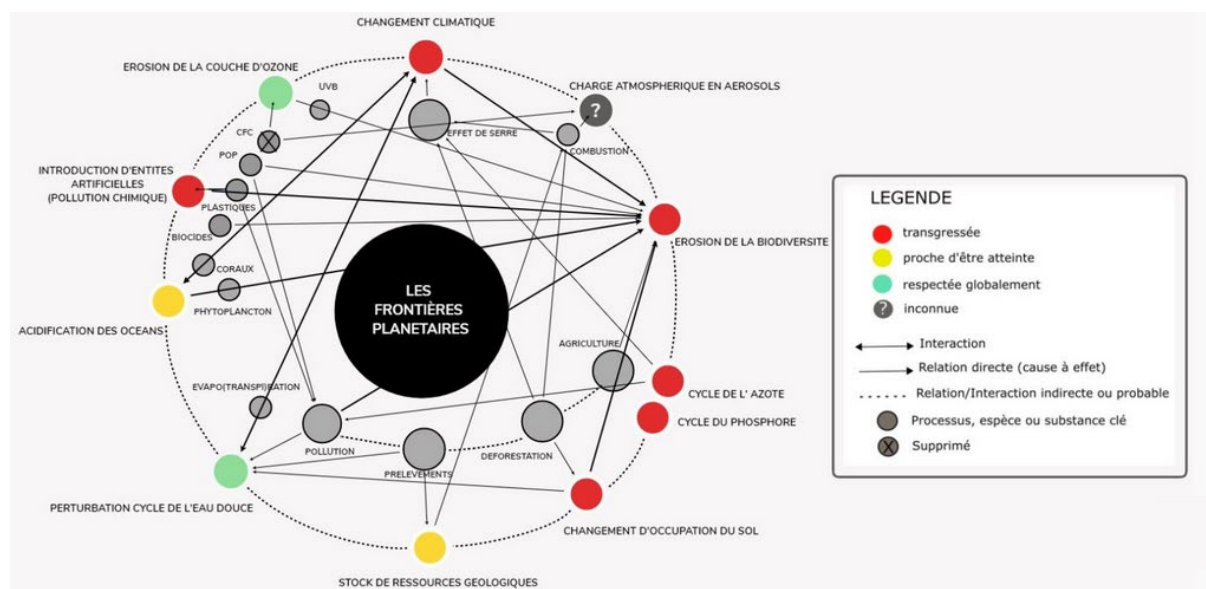 CHANGEMENT CLIMATIQUE
EROSION DE LA COUCHE D'OZONE
UVB
CHARGE ATMOSPHERIQUE EN AEROSOLS
?
CFC
EFFET DE SERRE
COMBUSTION
POP
INTRODUCTION D'ENTITES
ARTIFICIELLES
(POLLUTION CHIMIQUE)
PLASTIQUES
BIOCIDES
EROSION DE LA BIODIVERSITE
CORAUX
PHYTOPLANCTON
ACIDIFICATION DES OCEANS
LES
FRONTIÈRES
PLANETAIRES
AGRICULTURE
EVAPO(TRANSPI)RATION
CYCLE DE L' AZOTE
CYCLE DU PHOSPHORE
POLLUTION
DEFORESTATION
PRELEVEMENTS
PERTURBATION CYCLE DE L'EAU DOUCE
CHANGEMENT D'OCCUPATION DU SOL
STOCK DE RESSOURCES GEOLOGIQUES
LEGENDE
transgressée
proche d'être atteinte
respectée globalement
? inconnue
Interaction
Relation directe (cause à effet)
Relation/Interaction indirecte ou probable
Processus, espèce ou substance clé
X Supprimé